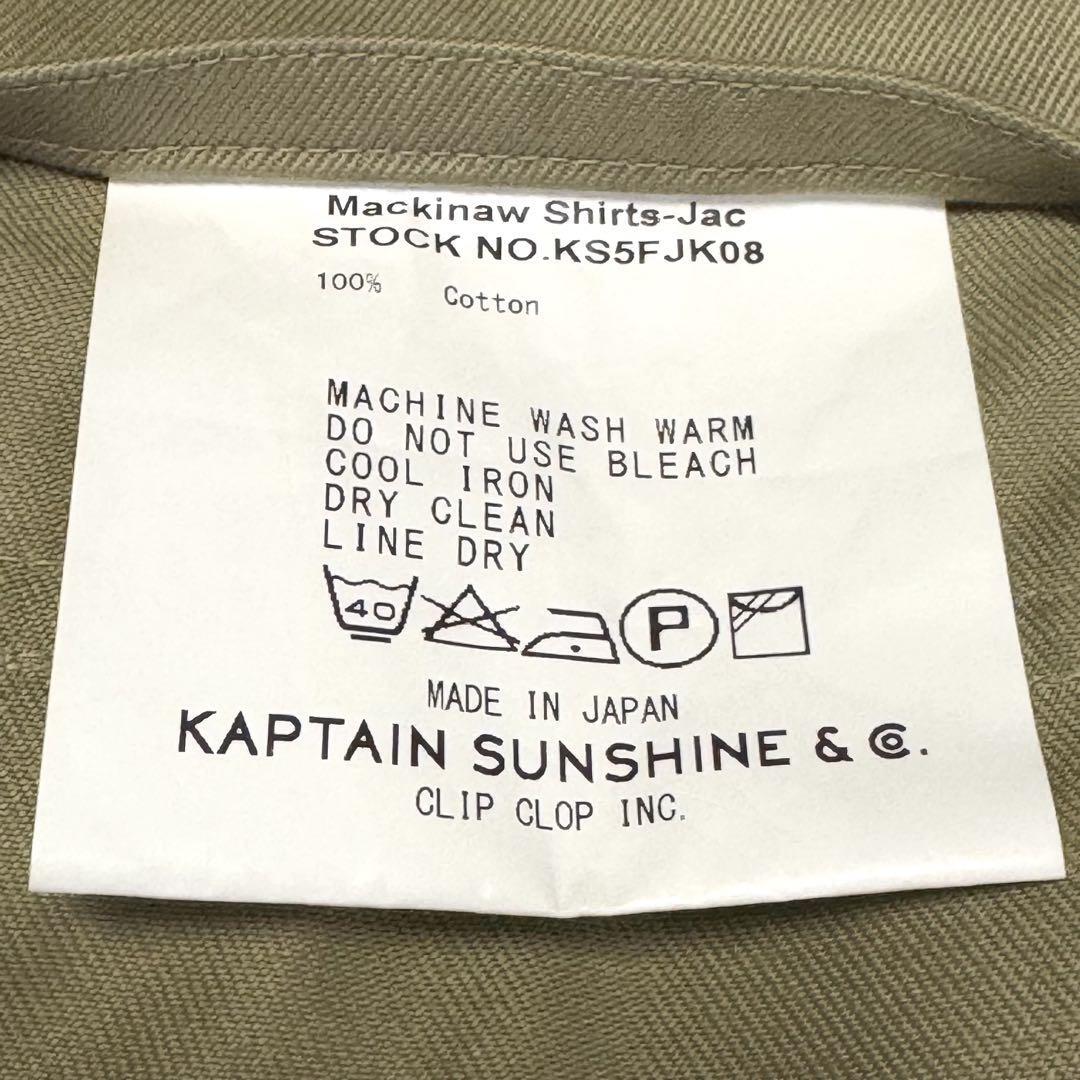 Mackinaw Shirts-Jac
STOCK NO.KS5FJK08
100% Cotton
MACHINE WASH WARM
DO NOT USE BLEACH
COOL IRON
DRY CLEAN
LINE DRY
40 P
MADE IN JAPAN
KAPTAIN SUNSHINE & Co.
CLIP CLOP INC.